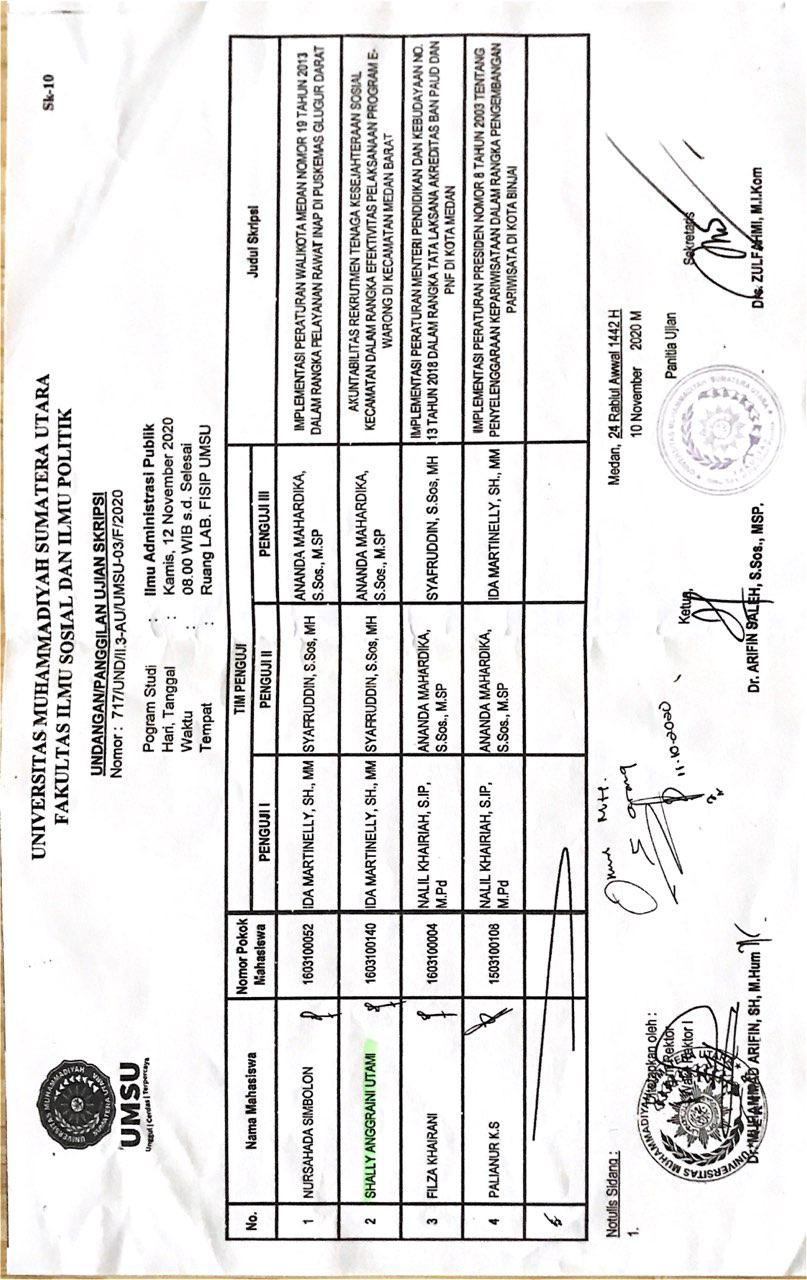 Sk-10
UNIVERSITAS MUHAMMADIYAH SUMATERA UTARA
FAKULTAS ILMU SOSIAL DAN ILMU POLITIK
UMSU
Unggul | Cerdas | Terpercaya
UNDANGAN/PANGGILAN UJIAN SKRIPSI
Nomor : 717/UND/II.3-AU/UMSU-03/F/2020
Pogram Studi : Ilmu Administrasi Publik
Hari, Tanggal : Kamis, 12 November 2020
Waktu : 08.00 WIB s.d. Selesai
Tempat : Ruang LAB. FISIP UMSU
No. Nama Mahasiswa Nomor Pokok Mahasiswa TIM PENGUJI Judul Skripsi
PENGUJI I PENGUJI II PENGUJI III
1 NURSAHADA SIMBOLON 1603100052 IDA MARTINELLY, SH., MM SYAFRUDDIN, S.Sos, MH ANANDA MAHARDIKA, S.Sos., M.SP IMPLEMENTASI PERATURAN WALIKOTA MEDAN NOMOR 19 TAHUN 2013
DALAM RANGKA PELAYANAN RAWAT INAP DI PUSKEMAS GLUGUR DARAT
2 SHALLY ANGGRAINI UTAMI 1603100140 IDA MARTINELLY, SH., MM SYAFRUDDIN, S.Sos, MH ANANDA MAHARDIKA, S.Sos., M.SP AKUNTABILITAS REKRUTMEN TENAGA KESEJAHTERAAN SOSIAL
KECAMATAN DALAM RANGKA EFEKTIVITAS PELAKSANAAN PROGRAM E-
WARONG DI KECAMATAN MEDAN BARAT
3 FILZA KHAIRANI 1603100004 NALIL KHAIRIAH, S.IP, M.Pd ANANDA MAHARDIKA, S.Sos., M.SP SYAFRUDDIN, S.Sos, MH IMPLEMENTASI PERATURAN MENTERI PENDIDIKAN DAN KEBUDAYAAN NO.
13 TAHUN 2018 DALAM RANGKA TATA LAKSANA AKREDITAS BAN PAUD DAN
PNF DI KOTA MEDAN
4 PALIANUR K.S 1503100108 NALIL KHAIRIAH, S.IP, M.Pd ANANDA MAHARDIKA, S.Sos., M.SP IDA MARTINELLY, SH., MM IMPLEMENTASI PERATURAN PRESIDEN NOMOR 8 TAHUN 2003 TENTANG
PENYELENGGARAAN KEPARIWISATAAN DALAM RANGKA PENGEMBANGAN
PARIWISATA DI KOTA BINJAI
Notulis Sidang :
1.
Medan, 24 Rabiul Awwal 1442 H
10 November 2020 M
Panitia Ujian
Ditetapkan oleh :
Rektor
Wakil Rektor I
Dr. MUHAMMAD ARIFIN, SH, M.Hum
11-10-2020
Ketua,
Dr. ARIFIN SALEH, S.Sos., MSP.
Sekretaris
Drs. ZULFAHMI, M.I.Kom